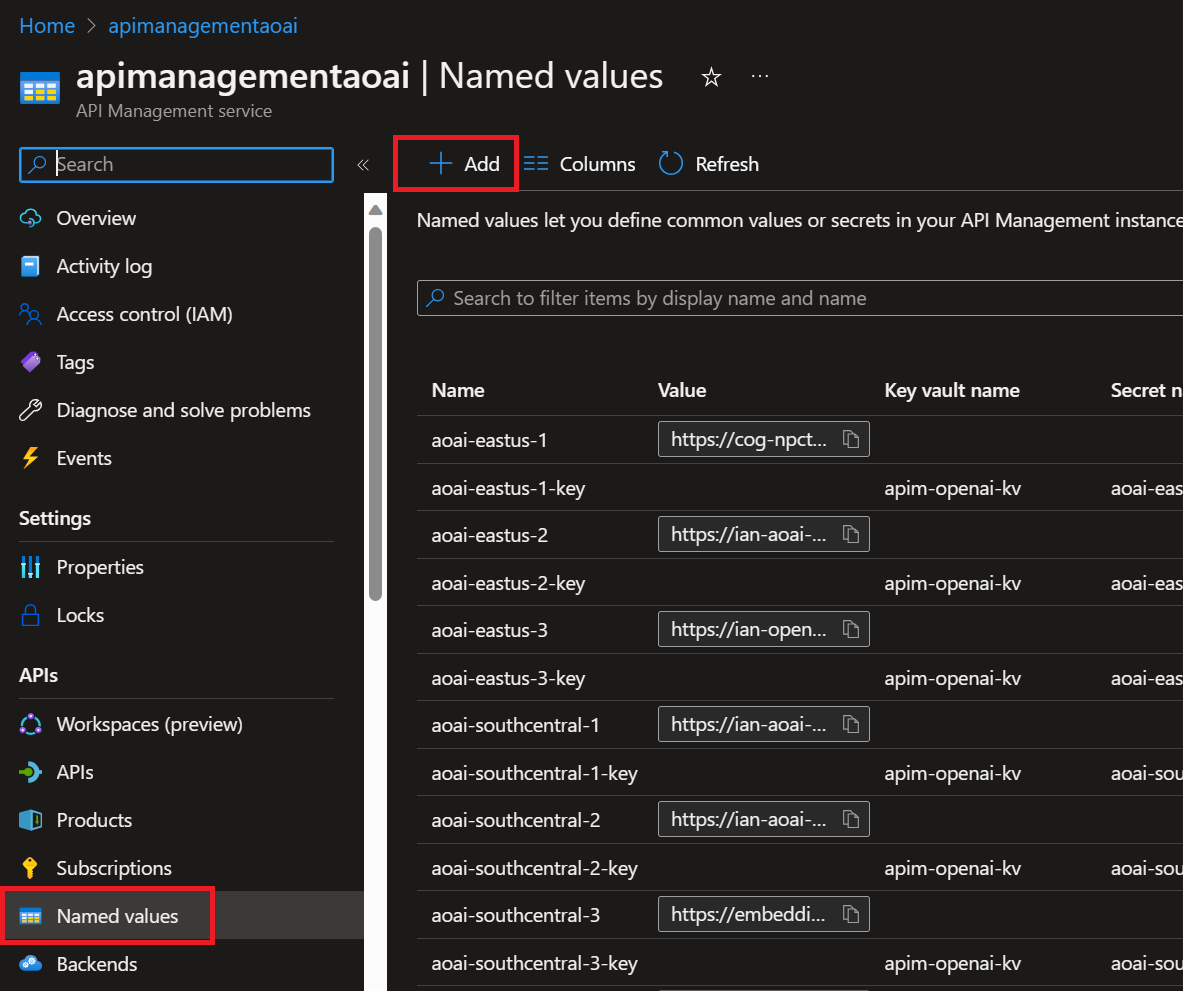 Home > apimanagementaoai
apimanagementaoai | Named values
API Management service
Search
Overview
Activity log
Access control (IAM)
Tags
Diagnose and solve problems
Events
Settings
Properties
Locks
APIs
Workspaces (preview)
APIs
Products
Subscriptions
Named values
Backends
Add Columns Refresh
Named values let you define common values or secrets in your API Management instance
Search to filter items by display name and name
Name Value Key vault name Secret n
aoai-eastus-1 https://cog-npct...
aoai-eastus-1-key apim-openai-kv aoai-eas
aoai-eastus-2 https://ian-aoai-...
aoai-eastus-2-key apim-openai-kv aoai-eas
aoai-eastus-3 https://ian-open...
aoai-eastus-3-key apim-openai-kv aoai-eas
aoai-southcentral-1 https://ian-aoai-...
aoai-southcentral-1-key apim-openai-kv aoai-sou
aoai-southcentral-2 https://ian-aoai-...
aoai-southcentral-2-key apim-openai-kv aoai-sou
aoai-southcentral-3 https://embeddi...
aoai-southcentral-3-key apim-openai-kv aoai-sou